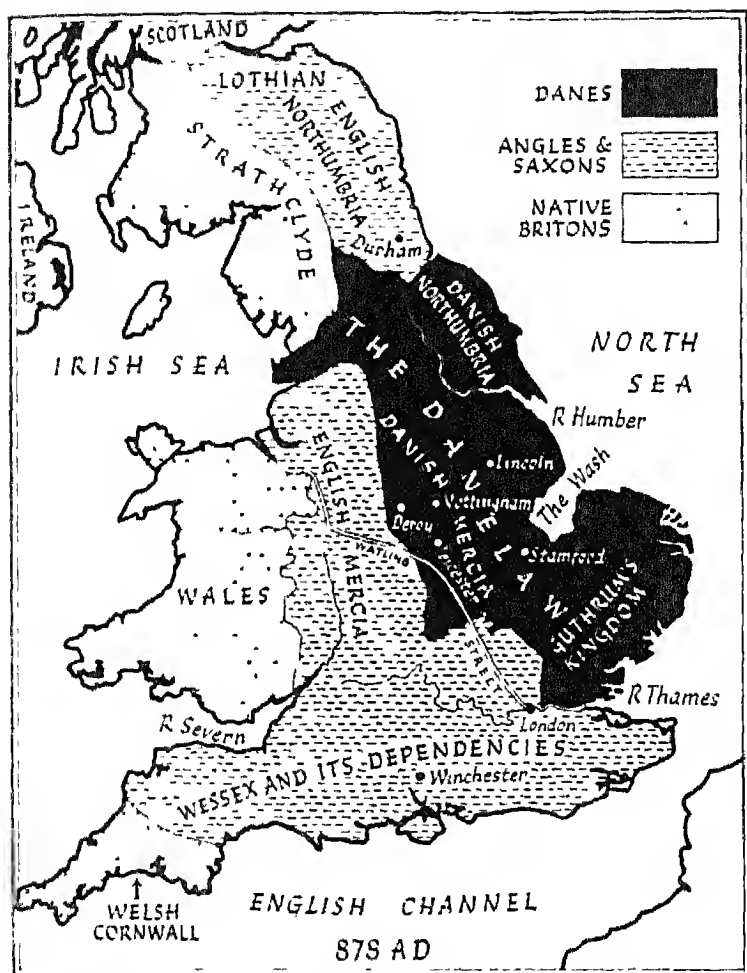 SCOTLAND
LOTHIAN
ENGLISH
NORTHUMBRIA
STRATHCLYDE
Durham
IRELAND
DANES
ANGLES &
SAXONS
NATIVE
BRITONS
IRISH SEA
NORTH
SEA
DANISH
NORTHUMBRIA
THE DANELAW
R Humber
The Wash
Lincoln
Nottingham
Derby
Leicester
Stamford
DANISH MERCIA
ENGLISH
MERCIA
WATLING
STREET
GUTHRUM'S
KINGDOM
WALES
R Severn
R Thames
London
WESSEX AND ITS DEPENDENCIES
Winchester
WELSH
CORNWALL
ENGLISH CHANNEL
878 AD